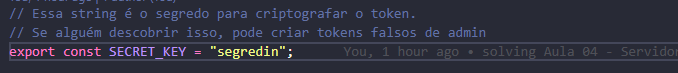 // Essa string é o segredo para criptografar o token.
// Se alguém descobrir isso, pode criar tokens falsos de admin
export const SECRET_KEY = "segredin"; You, 1 hour ago • solving Aula 04 - Servidor